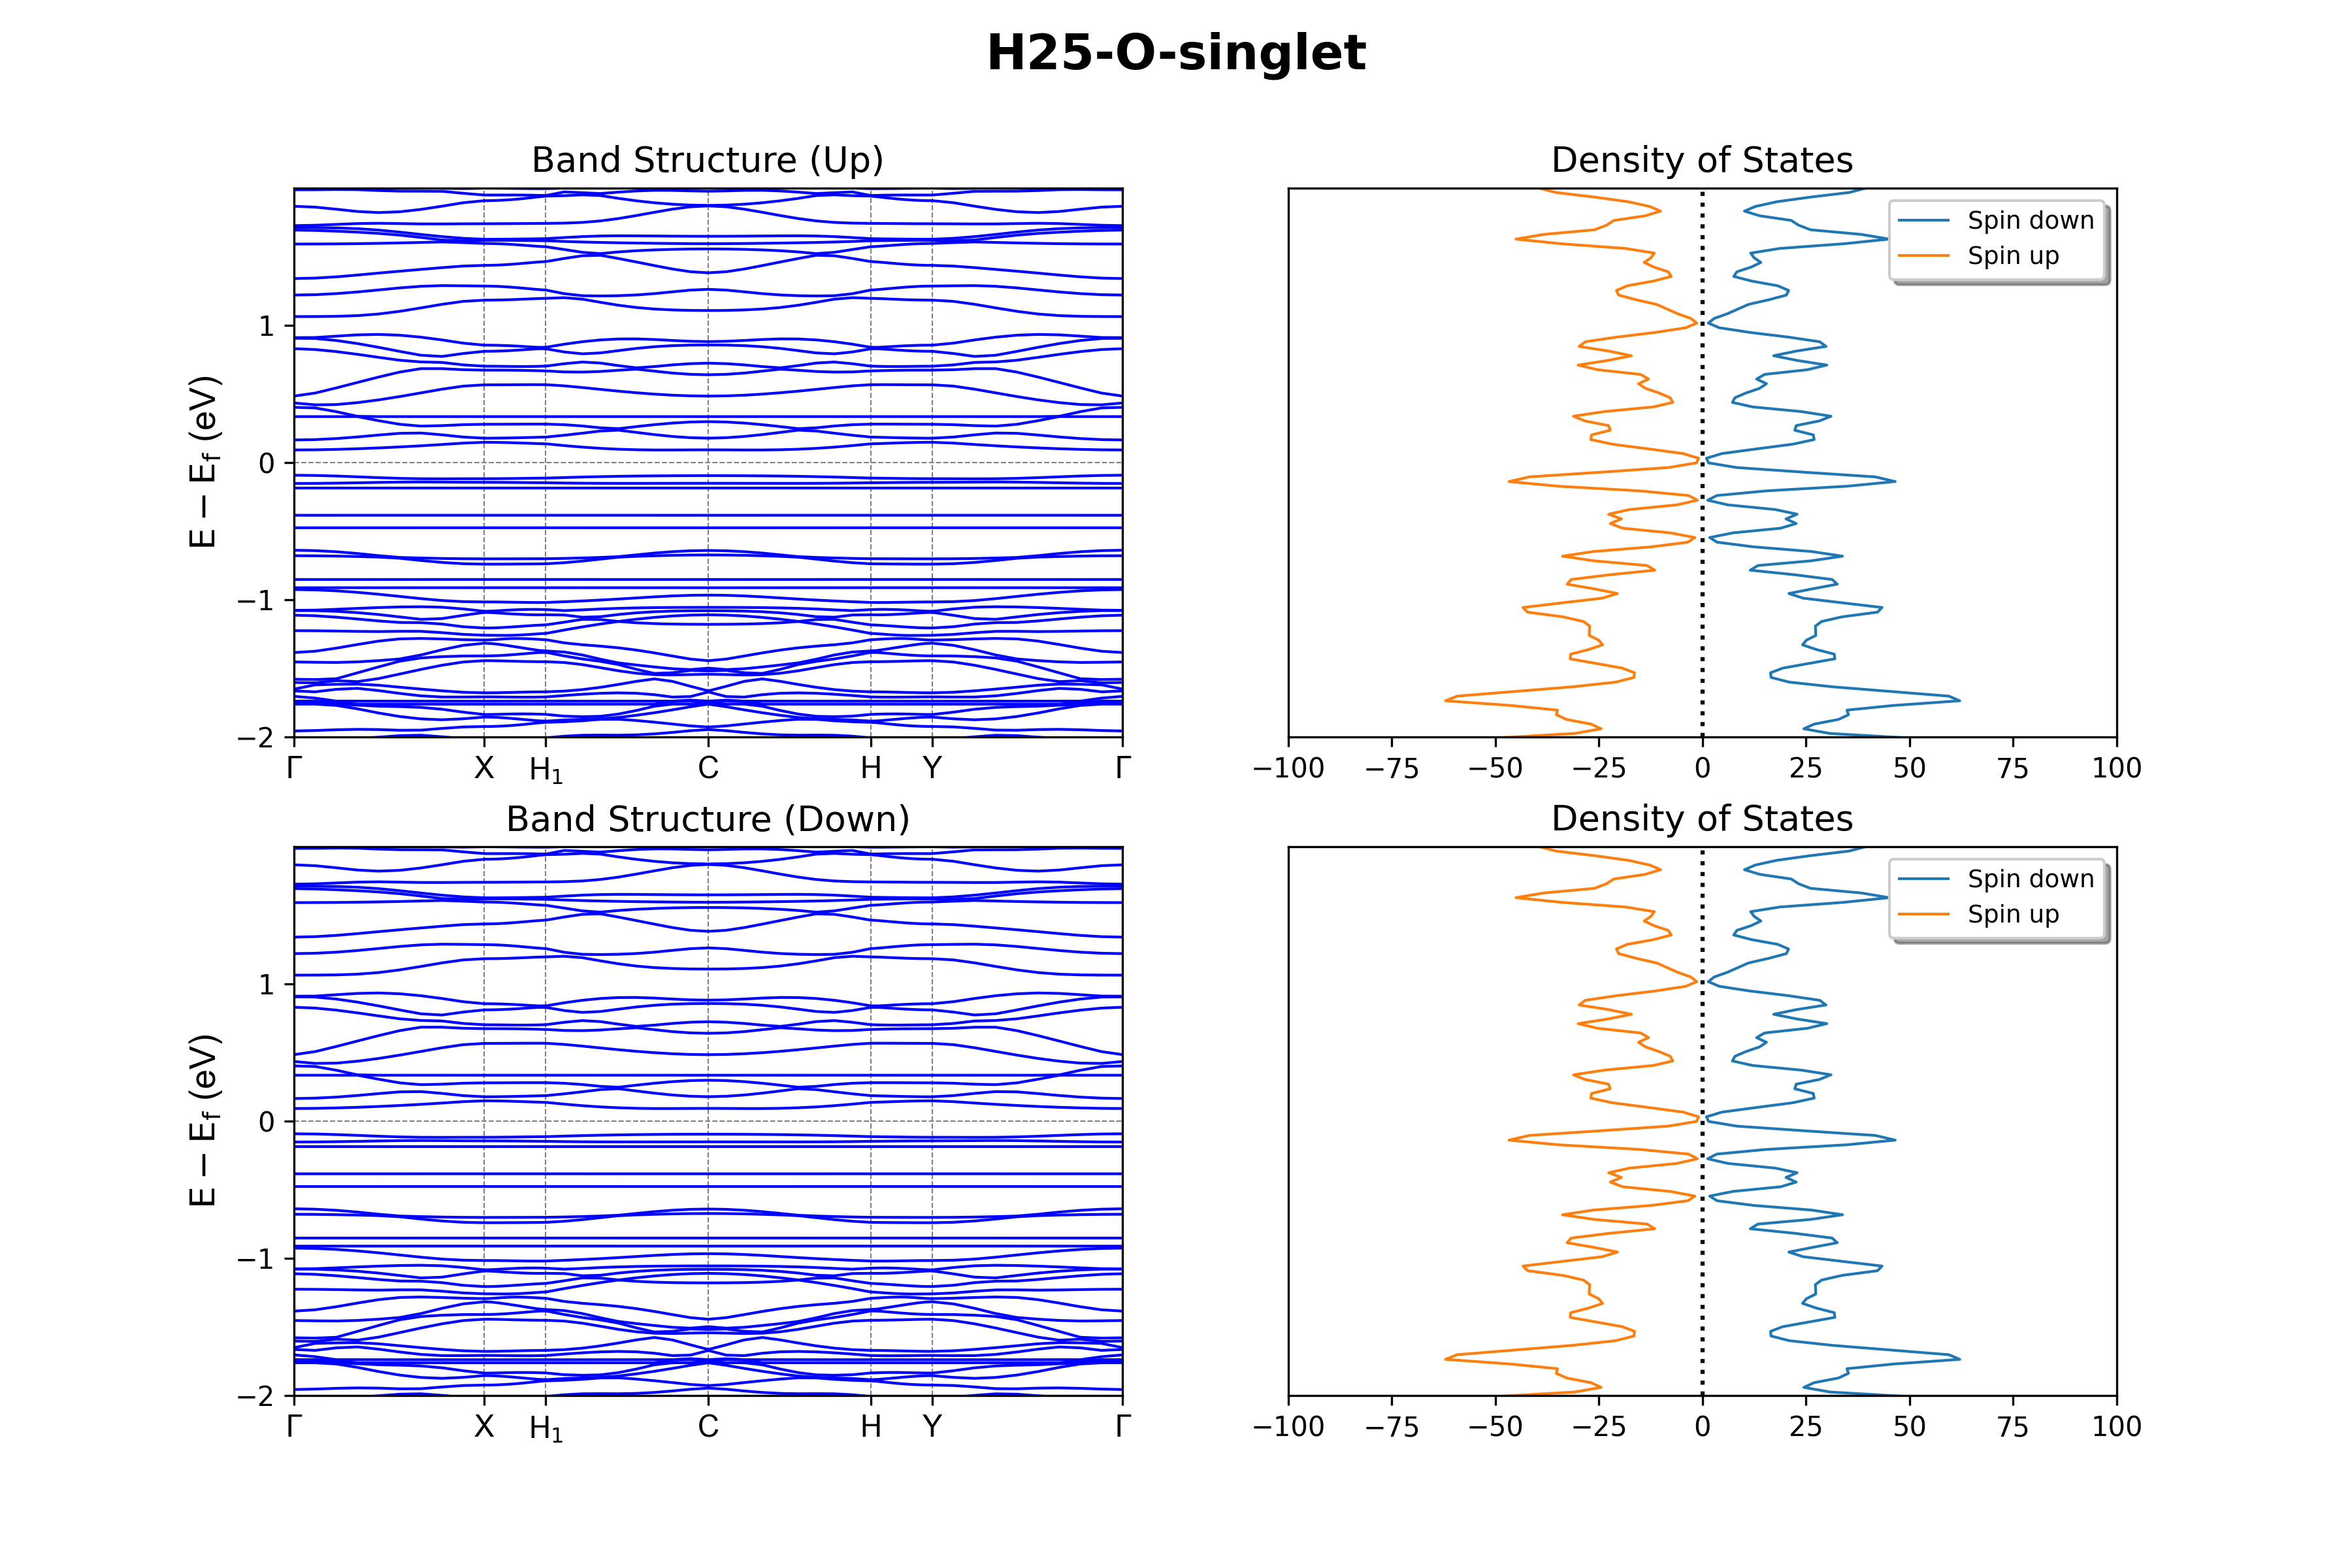 H25-O-singlet
Band Structure (Up)
Density of States
E − E_f (eV)
1
0
−1
−2
Γ X H₁ C H Y Γ
Spin down
Spin up
−100 −75 −50 −25 0 25 50 75 100
Band Structure (Down)
Density of States
E − E_f (eV)
1
0
−1
−2
Γ X H₁ C H Y Γ
Spin down
Spin up
−100 −75 −50 −25 0 25 50 75 100